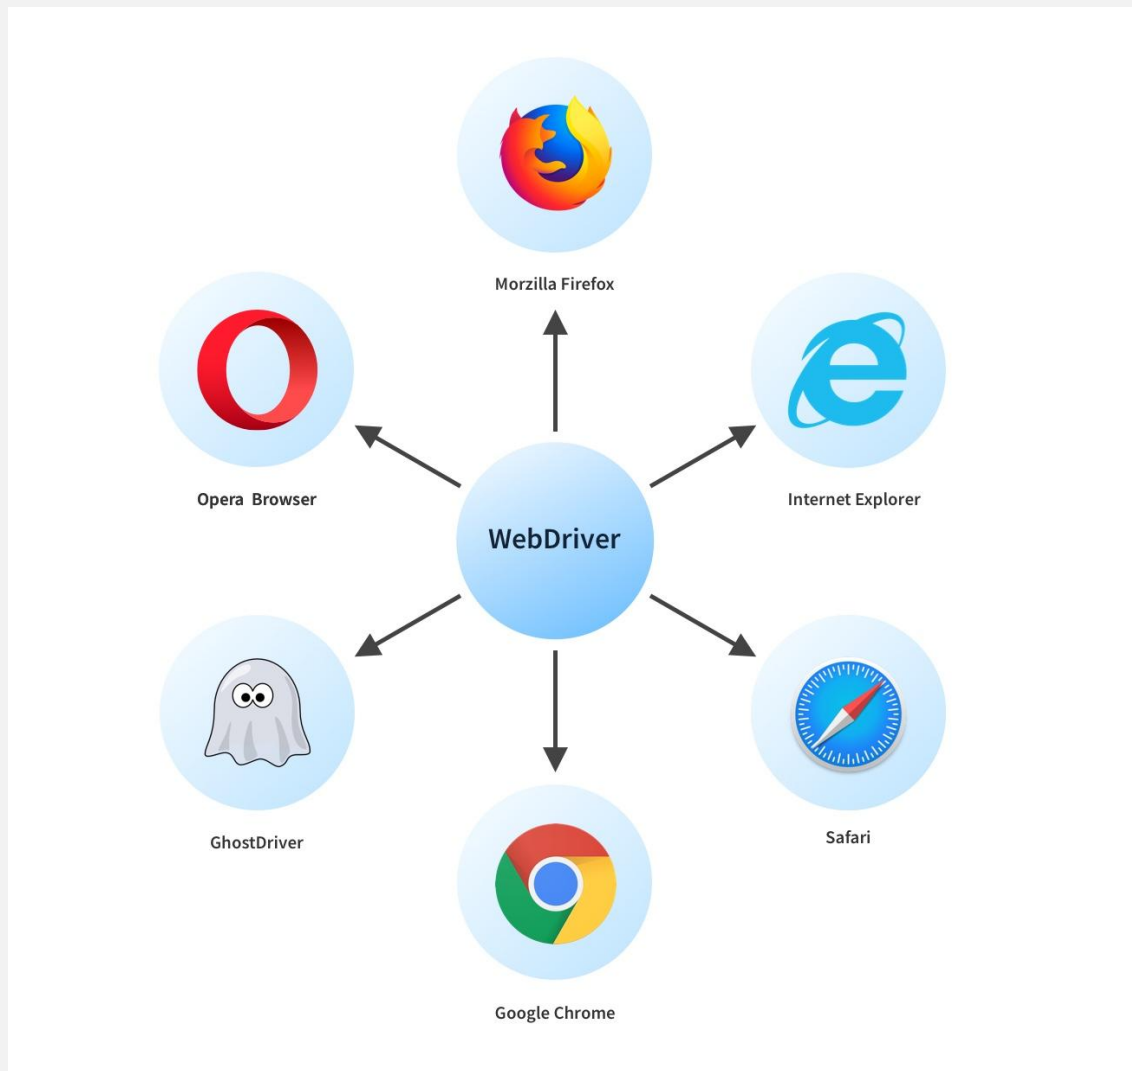 Morzilla Firefox
Opera Browser
Internet Explorer
WebDriver
GhostDriver
Safari
Google Chrome